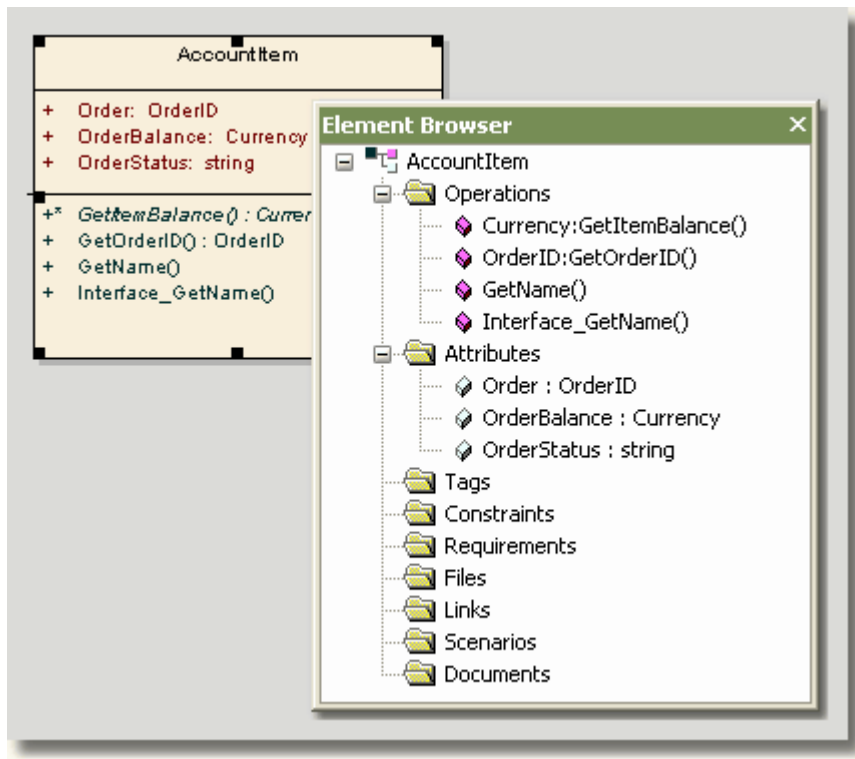 AccountItem
+ Order: OrderID
+ OrderBalance: Currency
+ OrderStatus: string
+* GetItemBalance() : Curren
+ GetOrderID() : OrderID
+ GetName()
+ Interface_GetName()
Element Browser
AccountItem
Operations
Currency:GetItemBalance()
OrderID:GetOrderID()
GetName()
Interface_GetName()
Attributes
Order : OrderID
OrderBalance : Currency
OrderStatus : string
Tags
Constraints
Requirements
Files
Links
Scenarios
Documents